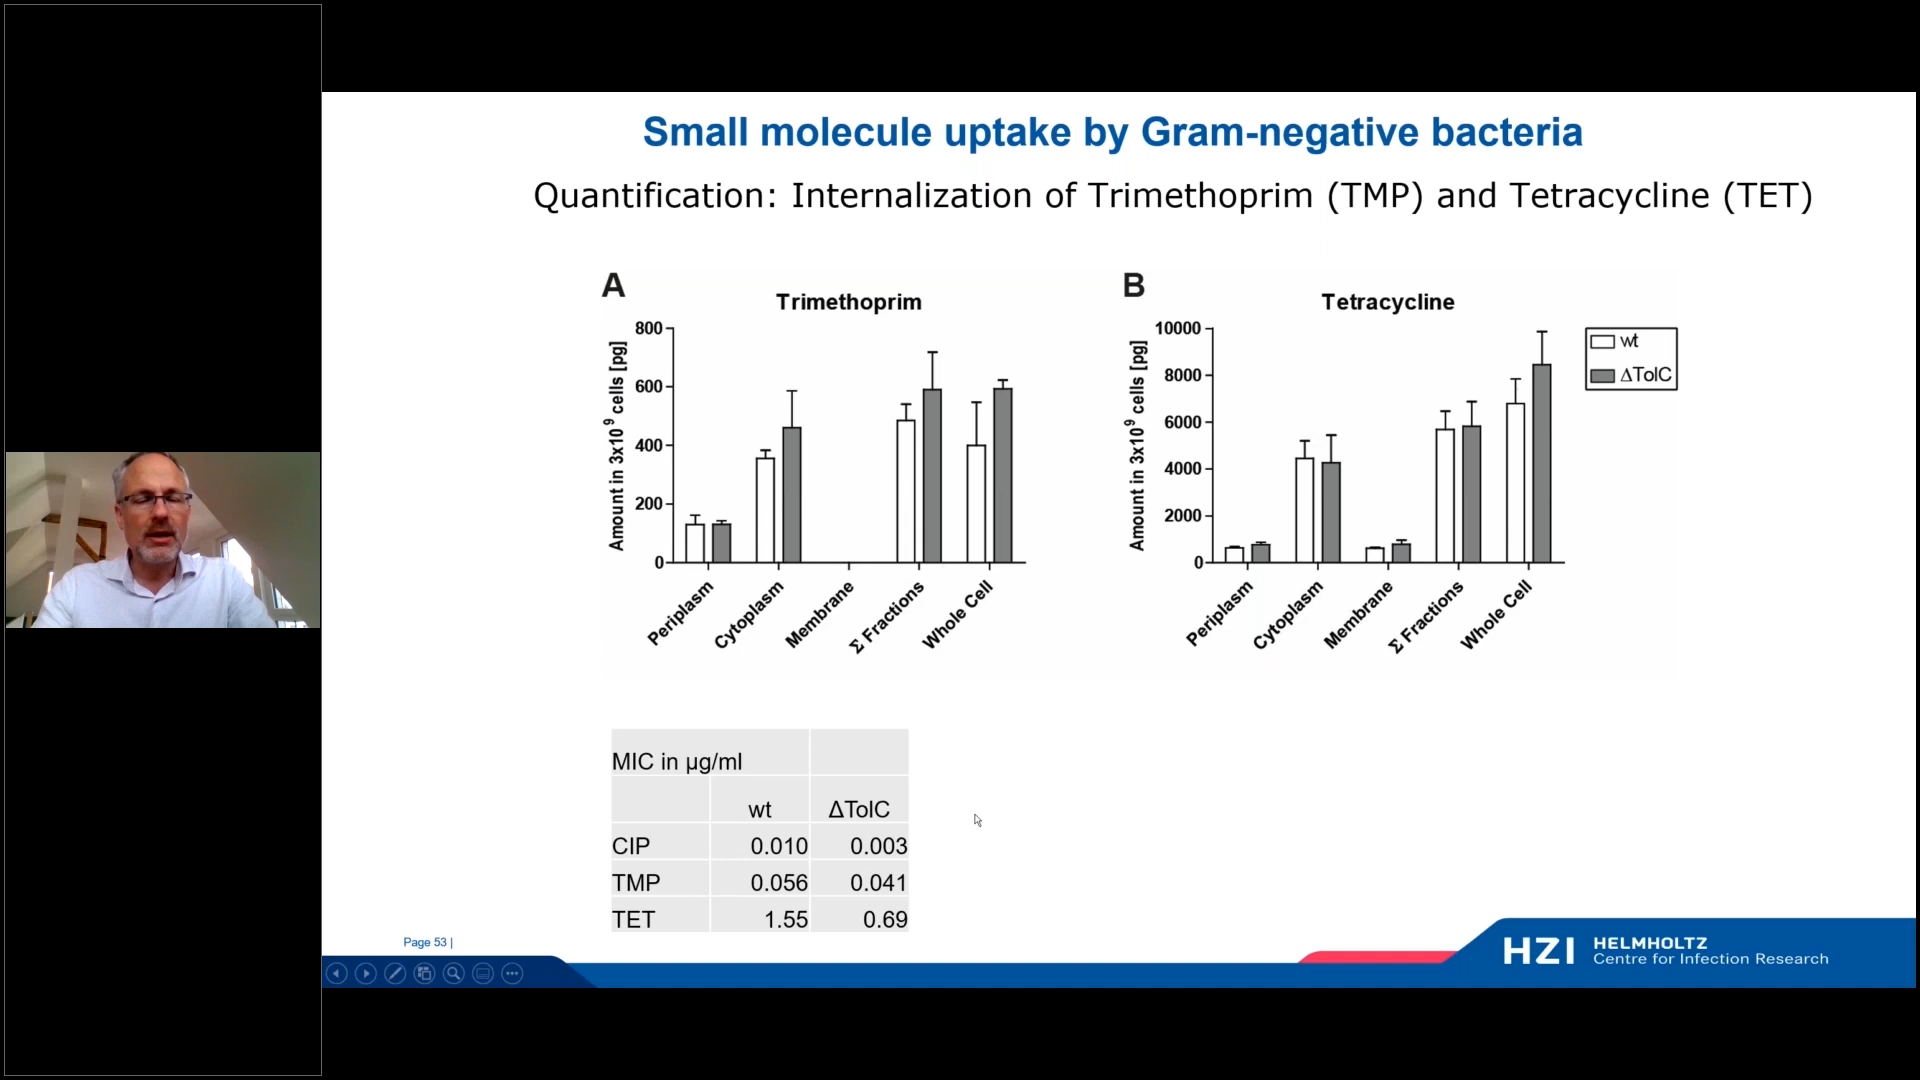 Small molecule uptake by Gram-negative bacteria
Quantification: Internalization of Trimethoprim (TMP) and Tetracycline (TET)
A
Trimethoprim
Amount in 3x10⁹ cells [pg]
800
600
400
200
0
Periplasm
Cytoplasm
Membrane
Σ Fractions
Whole Cell
B
Tetracycline
Amount in 3x10⁹ cells [pg]
10000
8000
6000
4000
2000
0
Periplasm
Cytoplasm
Membrane
Σ Fractions
Whole Cell
wt
ΔTolC
MIC in µg/ml
wt ΔTolC
CIP 0.010 0.003
TMP 0.056 0.041
TET 1.55 0.69
Page 53 |
HZI HELMHOLTZ
Centre for Infection Research